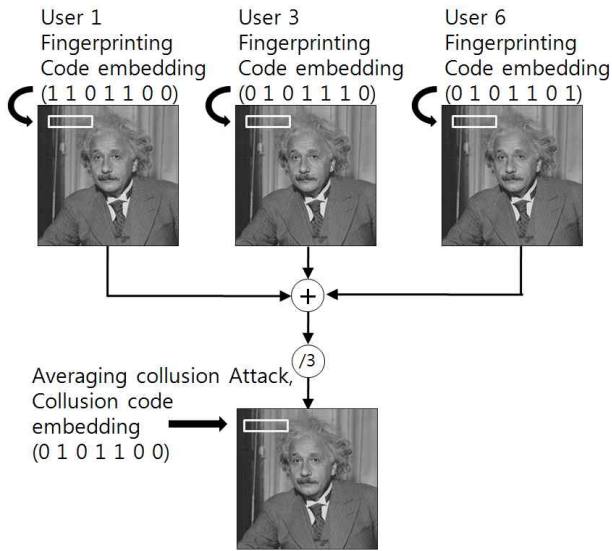 User 1
Fingerprinting
Code embedding
(1 1 0 1 1 0 0)
User 3
Fingerprinting
Code embedding
(0 1 0 1 1 1 0)
User 6
Fingerprinting
Code embedding
(0 1 0 1 1 0 1)
+
/3
Averaging collusion Attack,
Collusion code
embedding
(0 1 0 1 1 0 0)